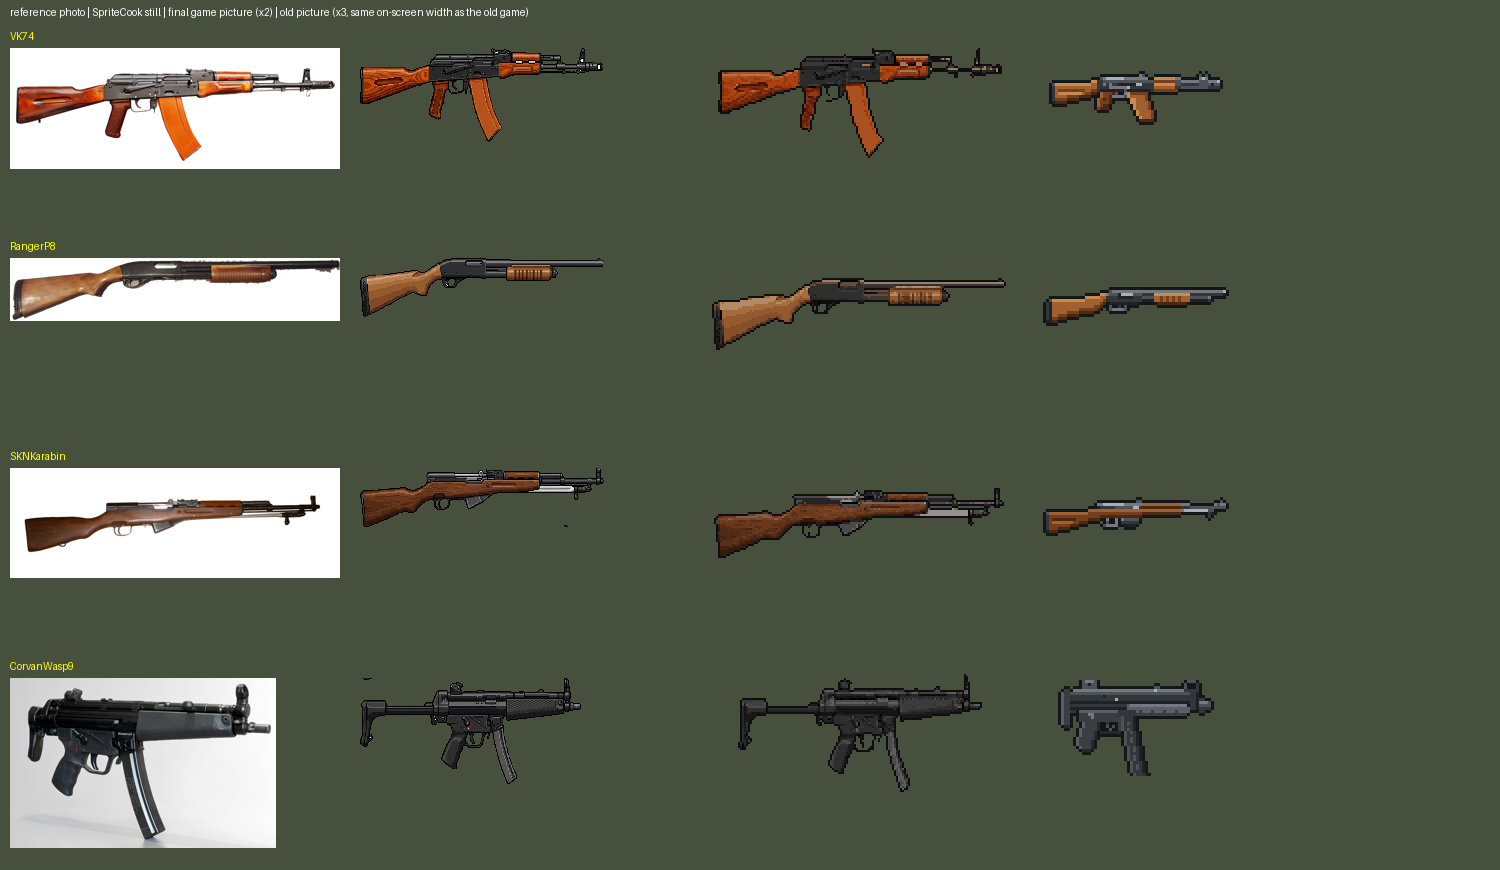 reference photo | SpriteCook still | final game picture (x2) | old picture (x3, same on-screen width as the old game)
VK74
RangerP8
SKNKarabin
CorvanWasp9